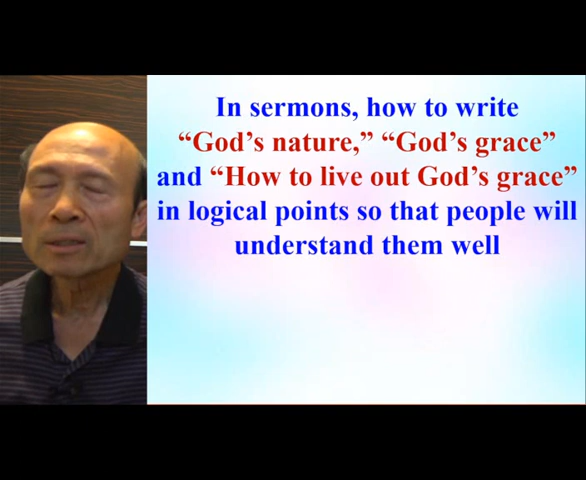 In sermons, how to write
“God’s nature,” “God’s grace”
and “How to live out God’s grace”
in logical points so that people will
understand them well